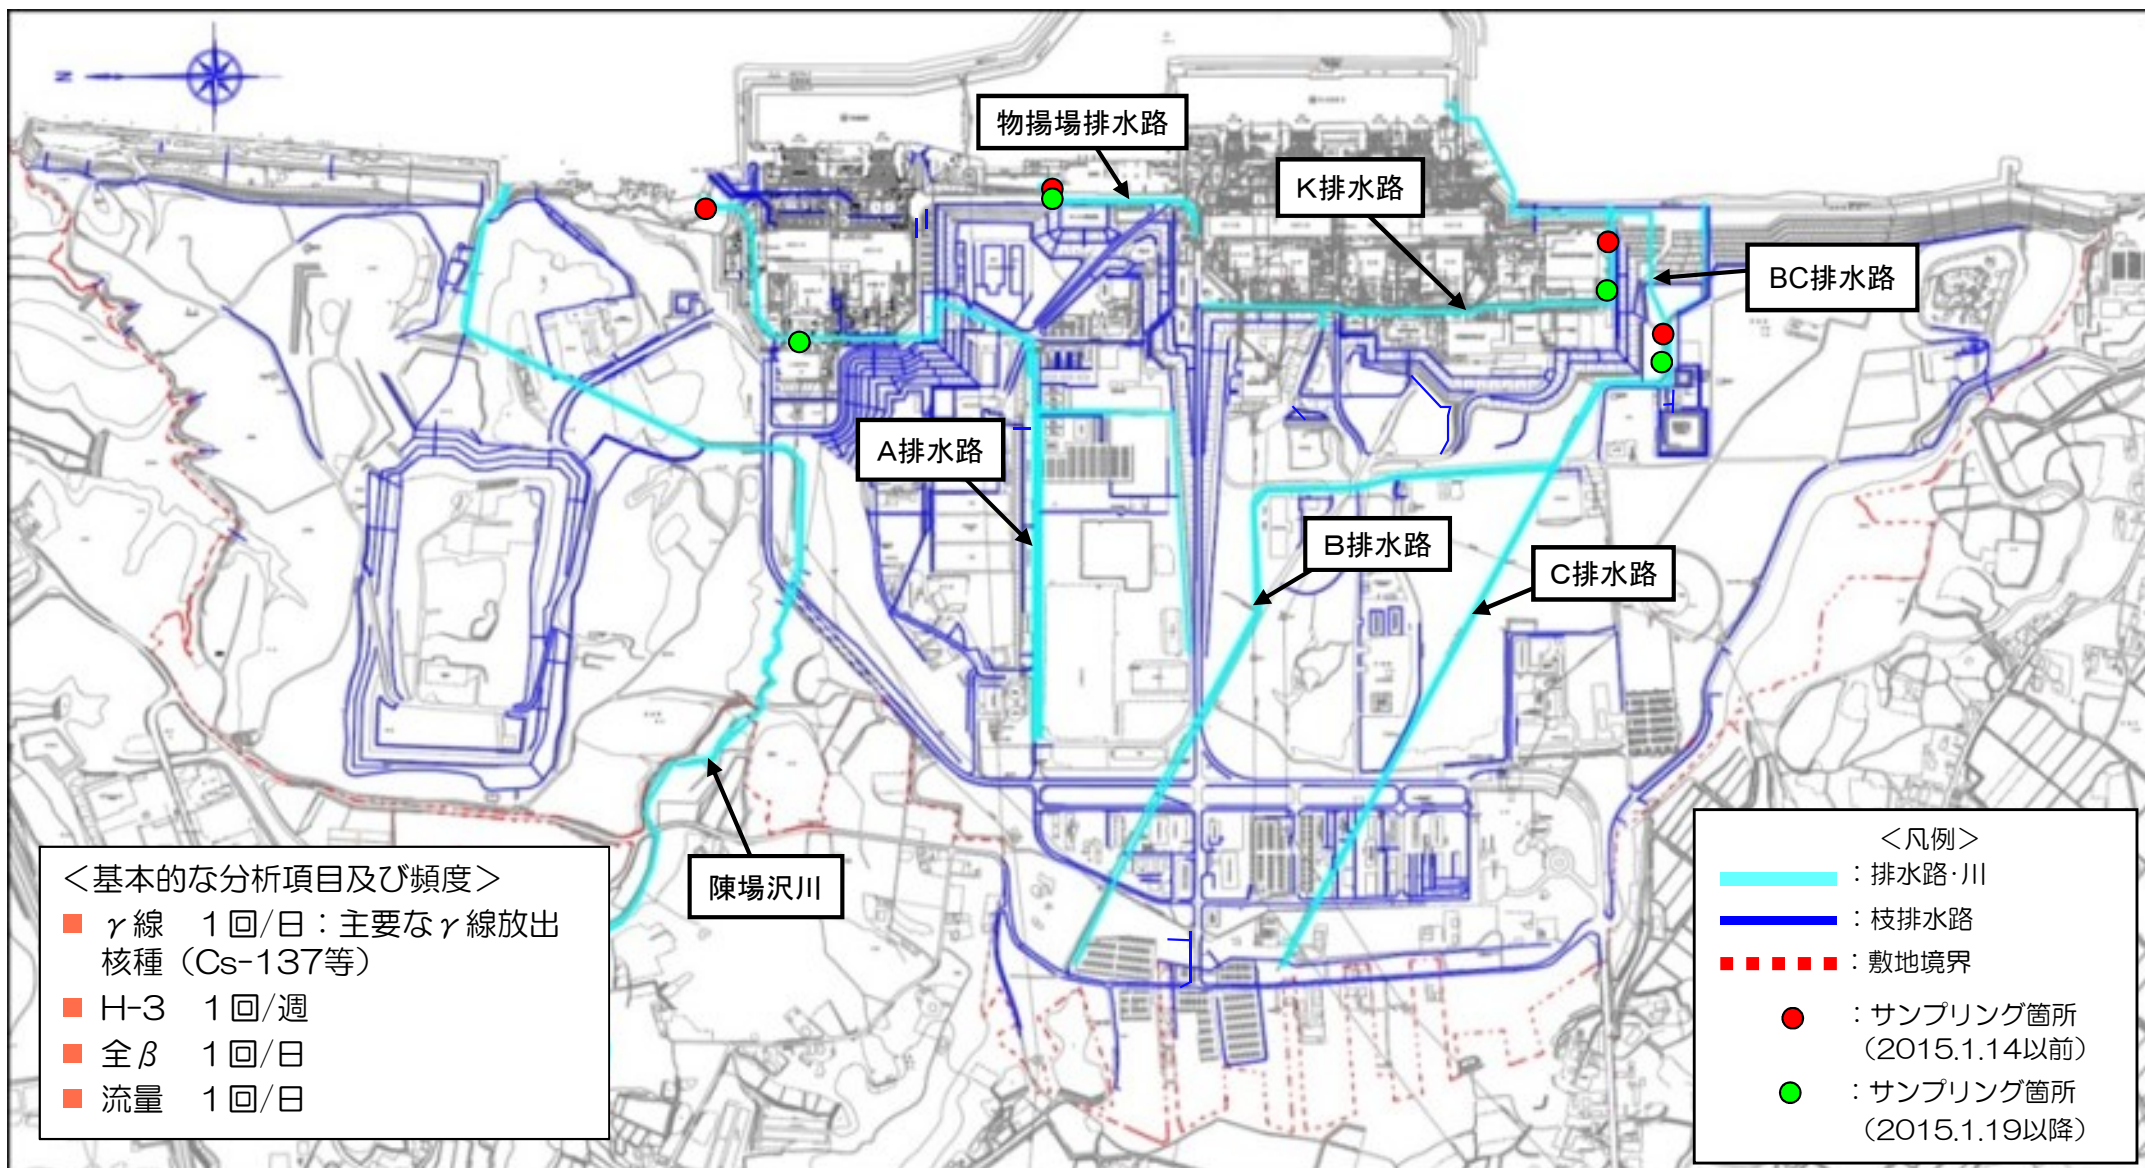 N
物揚場排水路
K排水路
BC排水路
A排水路
B排水路
C排水路
陳場沢川
＜基本的な分析項目及び頻度＞
γ線　1回/日：主要なγ線放出
核種（Cs-137等）
H-3　1回/週
全β　1回/日
流量　1回/日
＜凡例＞
：排水路・川
：枝排水路
：敷地境界
：サンプリング箇所
（2015.1.14以前）
：サンプリング箇所
（2015.1.19以降）